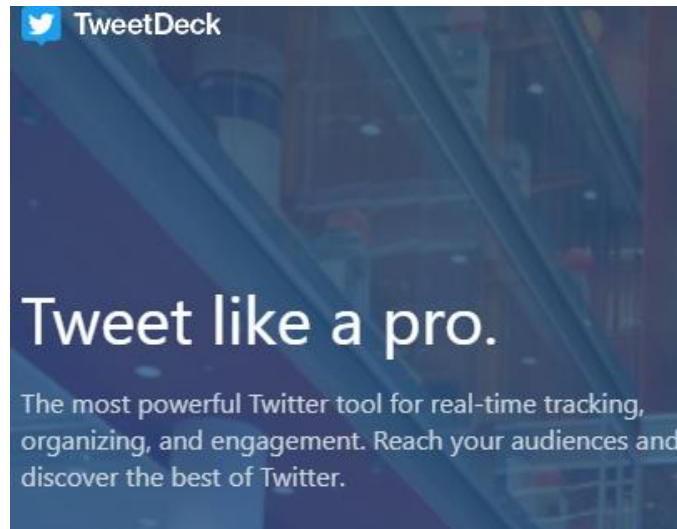 TweetDeck
Tweet like a pro.
The most powerful Twitter tool for real-time tracking,
organizing, and engagement. Reach your audiences and
discover the best of Twitter.